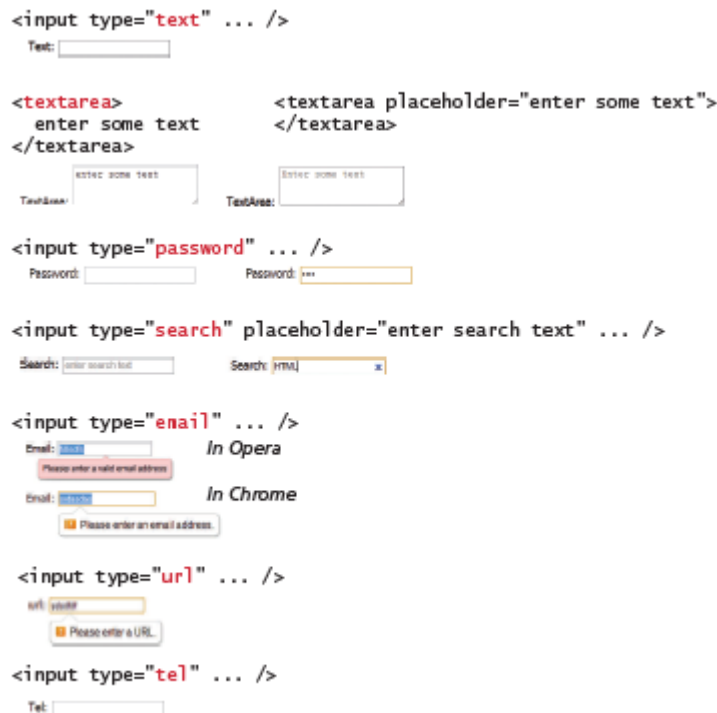 <input type="text" ... />
Text:
<textarea> <textarea placeholder="enter some text">
enter some text </textarea>
</textarea>
enter some text Enter some text
TextArea: TextArea:
<input type="password" ... />
Password: Password: ••••
<input type="search" placeholder="enter search text" ... />
Search: enter search text Search: HTML x
<input type="email" ... />
Email: In Opera
Please enter a valid email address
Email: In Chrome
! Please enter an email address.
<input type="url" ... />
url:
! Please enter a URL.
<input type="tel" ... />
Tel: